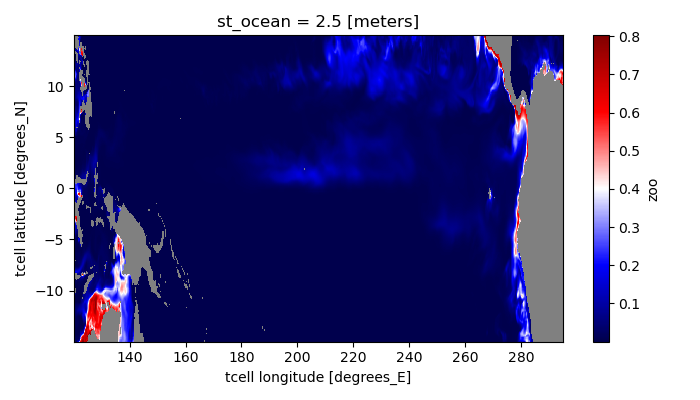 st_ocean = 2.5 [meters]
tcell latitude [degrees_N]
10
5
0
−5
−10
140 160 180 200 220 240 260 280
tcell longitude [degrees_E]
0.8
0.7
0.6
0.5
0.4
0.3
0.2
0.1
zoo